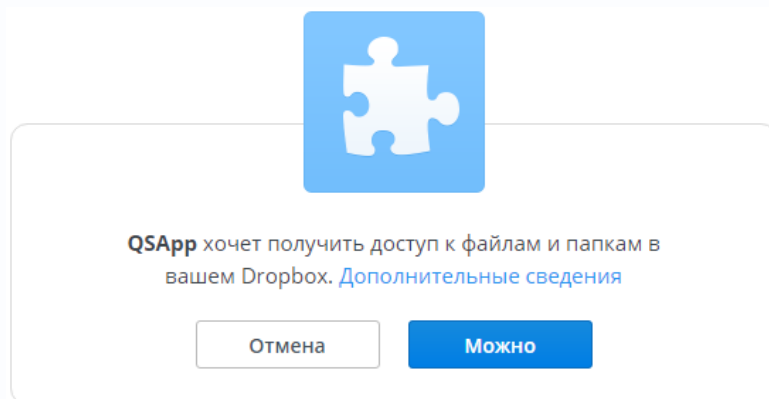 QSApp хочет получить доступ к файлам и папкам в
вашем Dropbox. Дополнительные сведения
Отмена
Можно